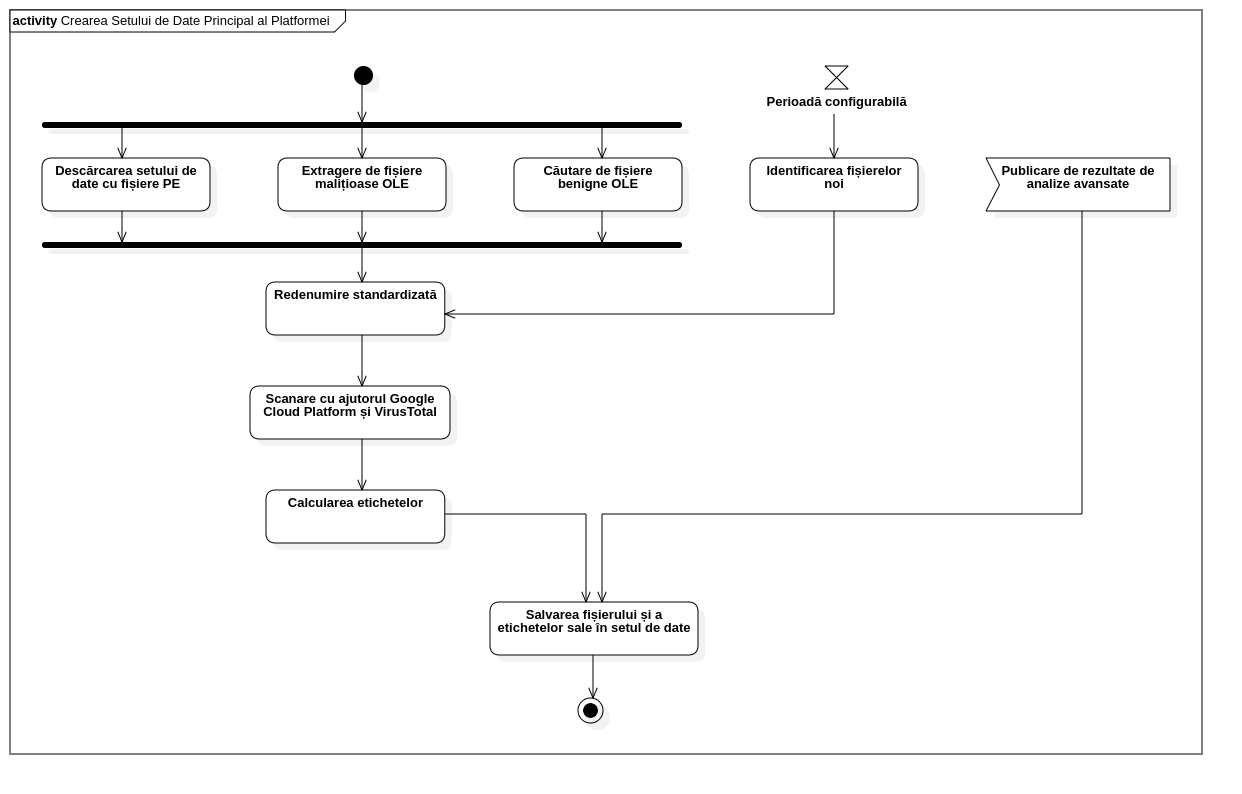 activity Crearea Setului de Date Principal al Platformei
Perioadă configurabilă
Descărcarea setului de
date cu fișiere PE
Extragere de fișiere
malițioase OLE
Căutare de fișiere
benigne OLE
Identificarea fișierelor
noi
Publicare de rezultate de
analize avansate
Redenumire standardizată
Scanare cu ajutorul Google
Cloud Platform și VirusTotal
Calcularea etichetelor
Salvarea fișierului și a
etichetelor sale în setul de date